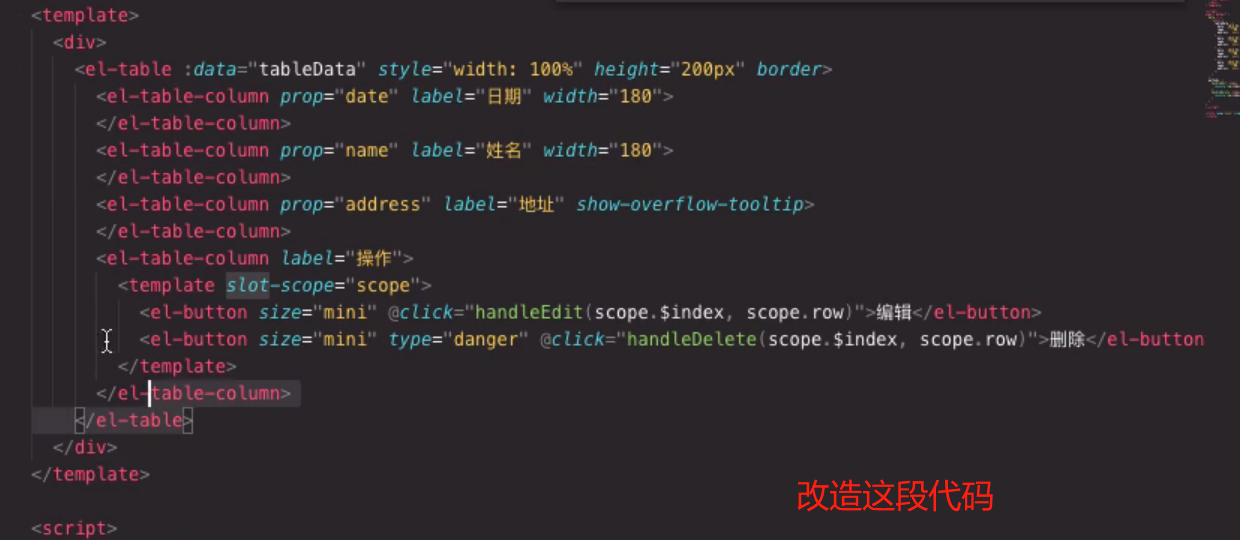 <template>
<div>
<el-table :data="tableData" style="width: 100%" height="200px" border>
<el-table-column prop="date" label="日期" width="180">
</el-table-column>
<el-table-column prop="name" label="姓名" width="180">
</el-table-column>
<el-table-column prop="address" label="地址" show-overflow-tooltip>
</el-table-column>
<el-table-column label="操作">
<template slot-scope="scope">
<el-button size="mini" @click="handleEdit(scope.$index, scope.row)">编辑</el-button>
<el-button size="mini" type="danger" @click="handleDelete(scope.$index, scope.row)">删除</el-button
</template>
</el-table-column>
</el-table>
</div>
</template>
改造这段代码
<script>